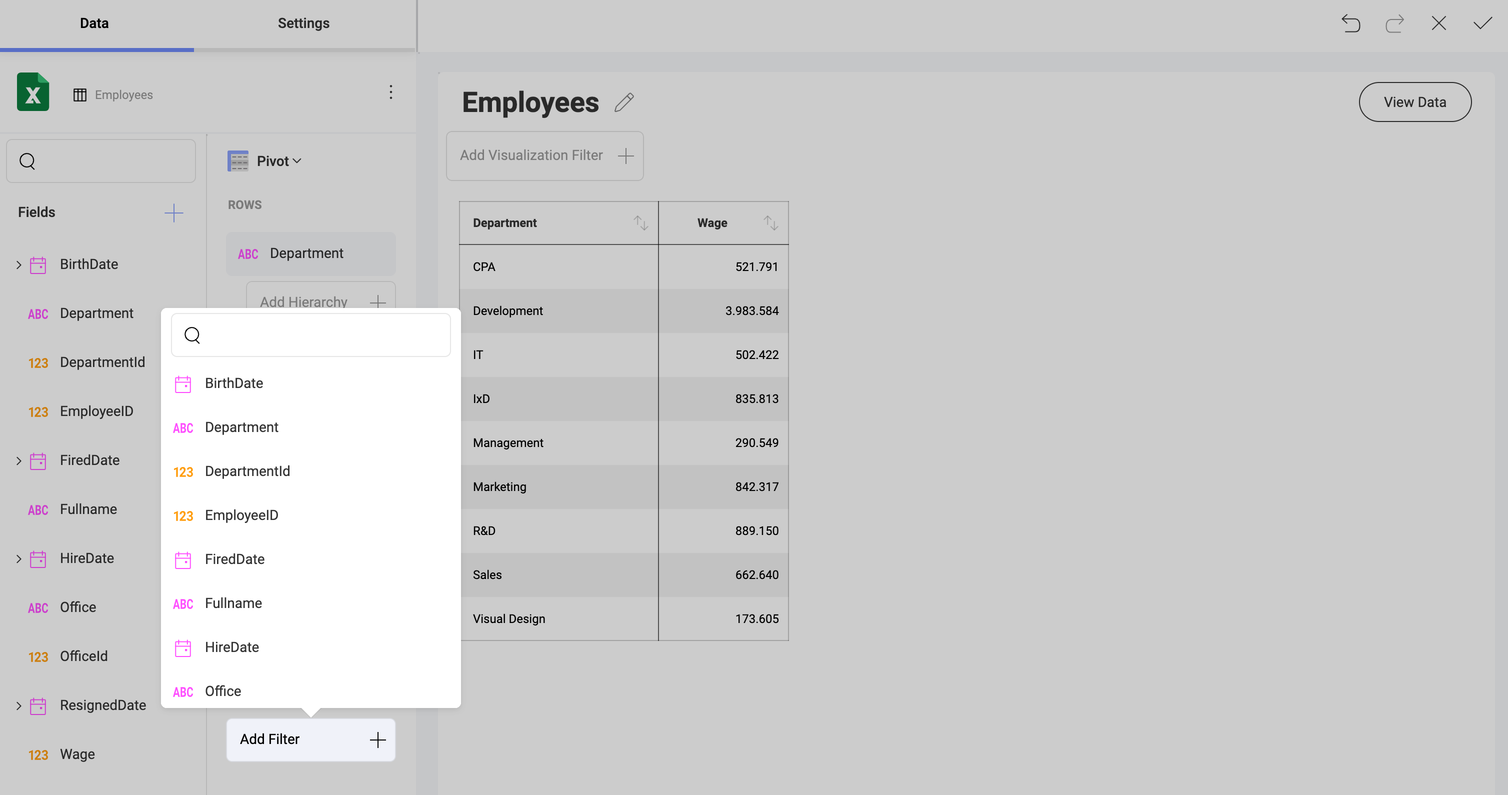 Data
Settings
Employees
Fields
BirthDate
ABC Department
123 DepartmentId
123 EmployeeID
FiredDate
ABC Fullname
HireDate
ABC Office
123 OfficeId
ResignedDate
123 Wage
Pivot
ROWS
ABC Department
Add Hierarchy
BirthDate
ABC Department
123 DepartmentId
123 EmployeeID
FiredDate
ABC Fullname
HireDate
ABC Office
Add Filter
Employees
View Data
Add Visualization Filter
Department Wage
CPA 521.791
Development 3.983.584
IT 502.422
IxD 835.813
Management 290.549
Marketing 842.317
R&D 889.150
Sales 662.640
Visual Design 173.605